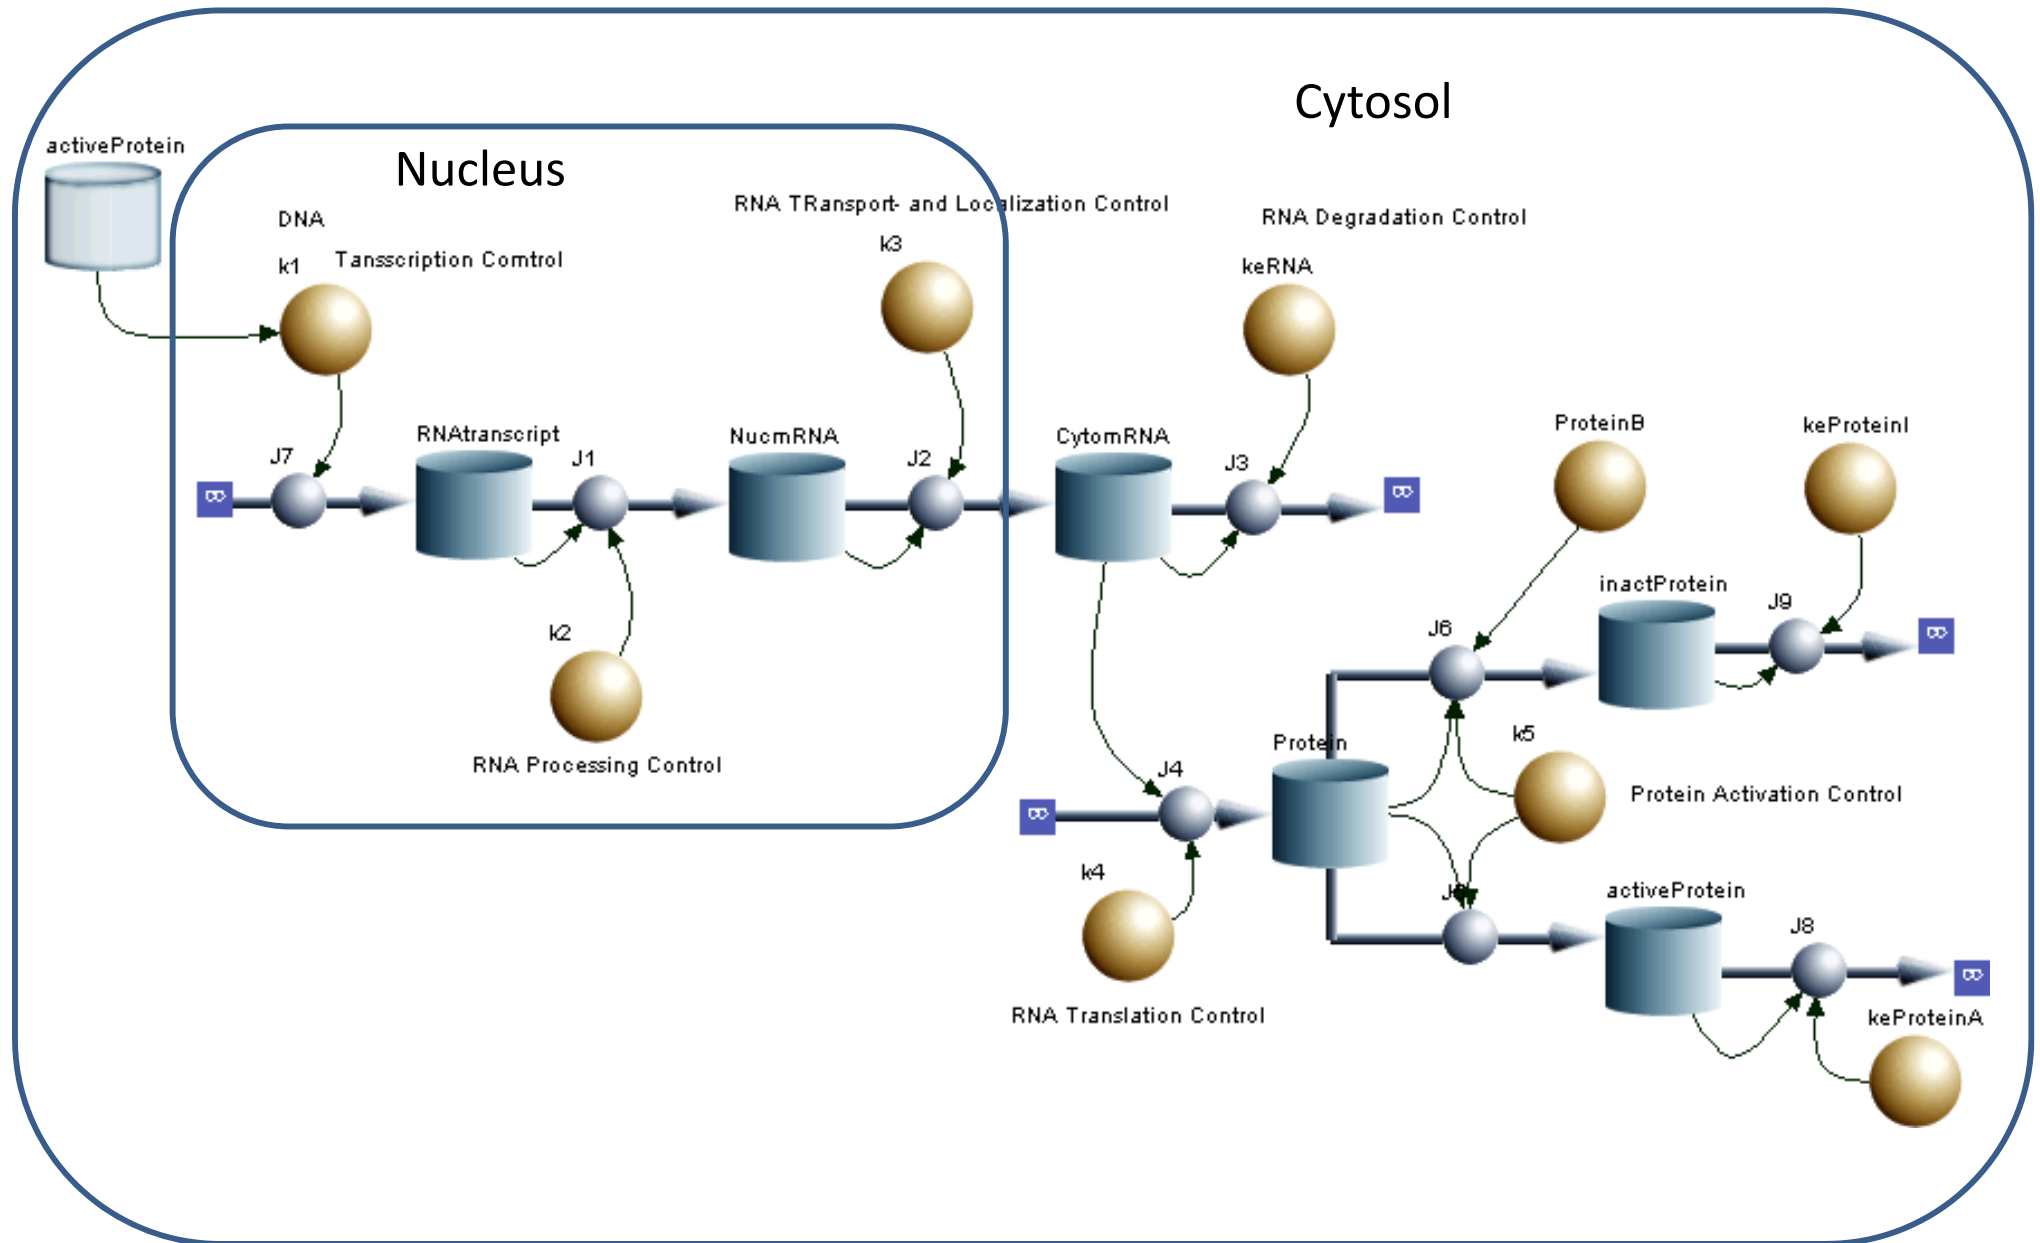 Cytosol
activeProtein
Nucleus
RNA TRansport- and Localization Control
DNA
RNA Degradation Control
k3
k1
Tansscription Comtrol
keRNA
ProteinB
keProteinI
RNAtranscript
NucmRNA
CytomRNA
J7
J1
J2
J3
∞
∞
inactProtein
J9
k2
J6
∞
k5
Protein
RNA Processing Control
J4
Protein Activation Control
∞
k4
activeProtein
J8
∞
RNA Translation Control
keProteinA